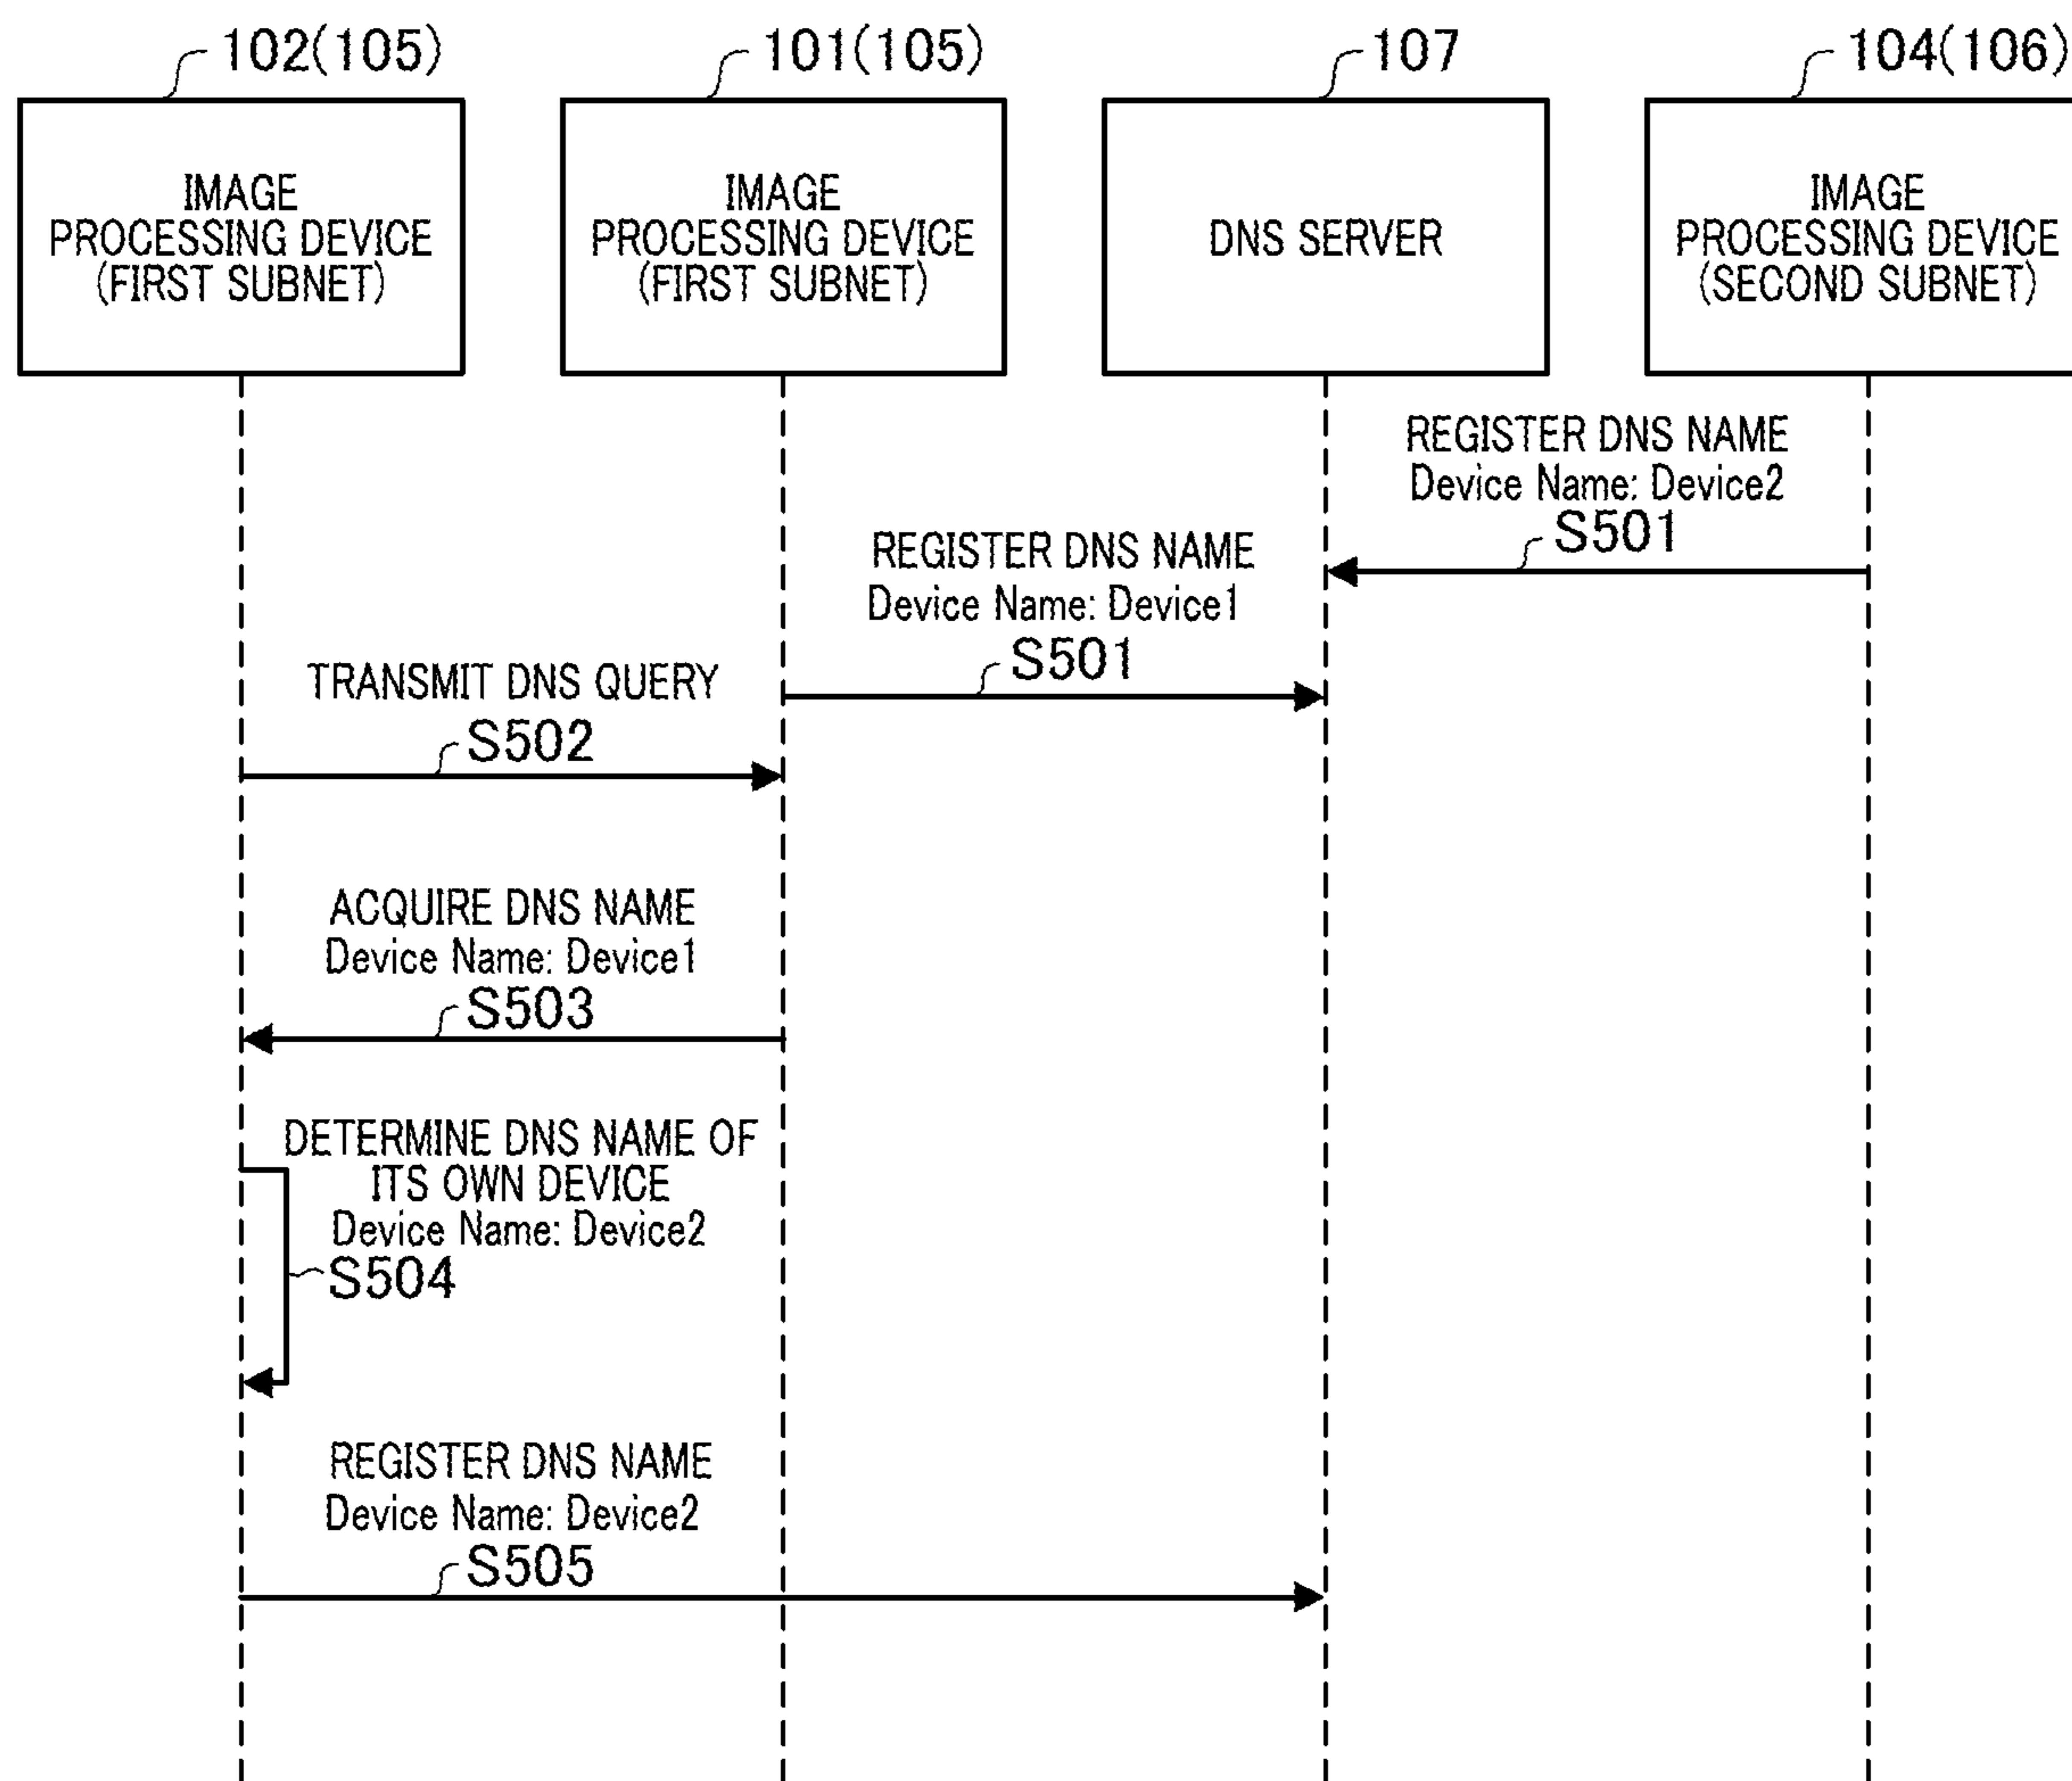 102(105)
101(105)
107
104(106)
IMAGE
PROCESSING DEVICE
(FIRST SUBNET)
IMAGE
PROCESSING DEVICE
(FIRST SUBNET)
DNS SERVER
IMAGE
PROCESSING DEVICE
(SECOND SUBNET)
REGISTER DNS NAME
Device Name: Device2
S501
REGISTER DNS NAME
Device Name: Device1
S501
TRANSMIT DNS QUERY
S502
ACQUIRE DNS NAME
Device Name: Device1
S503
DETERMINE DNS NAME OF
ITS OWN DEVICE
Device Name: Device2
S504
REGISTER DNS NAME
Device Name: Device2
S505